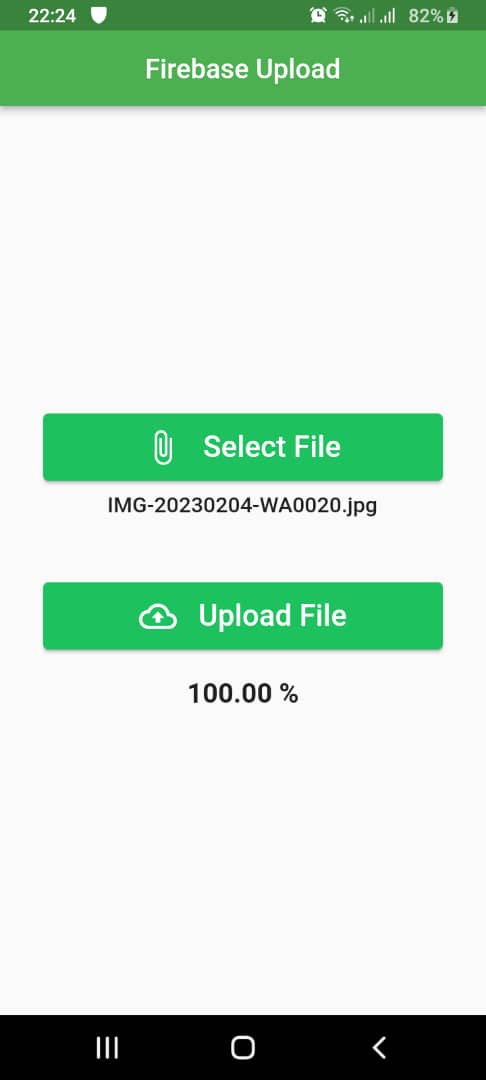 22:24
82%
Firebase Upload
Select File
IMG-20230204-WA0020.jpg
Upload File
100.00 %